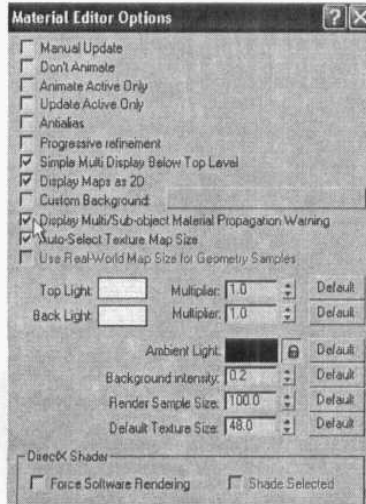 Material Editor Options
Manual Update
Don't Animate
Animate Active Only
Update Active Only
Antialias
Progressive refinement
Simple Multi Display Below Top Level
Display Maps as 2D
Custom Background:
Display Multi/Sub-object Material Propagation Warning
Auto-Select Texture Map Size
Use Real-World Map Size for Geometry Samples
Top Light: Multiplier: 1.0 Default
Back Light: Multiplier: 1.0 Default
Ambient Light: Default
Background intensity: 0.2 Default
Render Sample Size: 100.0 Default
Default Texture Size: 48.0 Default
DirectX Shader
Force Software Rendering Shade Selected